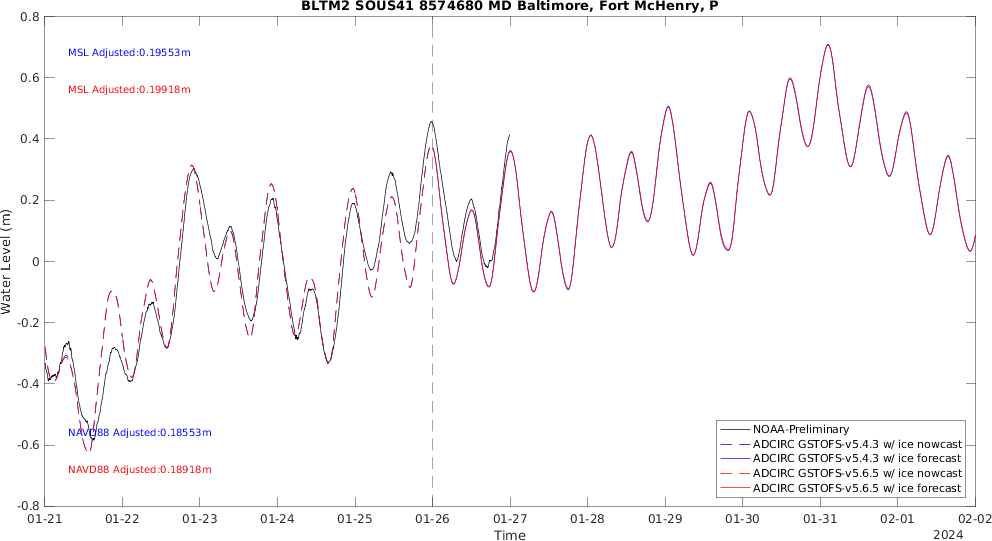 BLTM2 SOUS41 8574680 MD Baltimore, Fort McHenry, P
MSL Adjusted:0.19553m
MSL Adjusted:0.19918m
NAVD88 Adjusted:0.18553m
NAVD88 Adjusted:0.18918m
Water Level (m)
0.8
0.6
0.4
0.2
0
-0.2
-0.4
-0.6
-0.8
NOAA-Preliminary
ADCIRC GSTOFS-v5.4.3 w/ ice nowcast
ADCIRC GSTOFS-v5.4.3 w/ ice forecast
ADCIRC GSTOFS-v5.6.5 w/ ice nowcast
ADCIRC GSTOFS-v5.6.5 w/ ice forecast
01-21 01-22 01-23 01-24 01-25 01-26 01-27 01-28 01-29 01-30 01-31 02-01 02-02
Time
2024